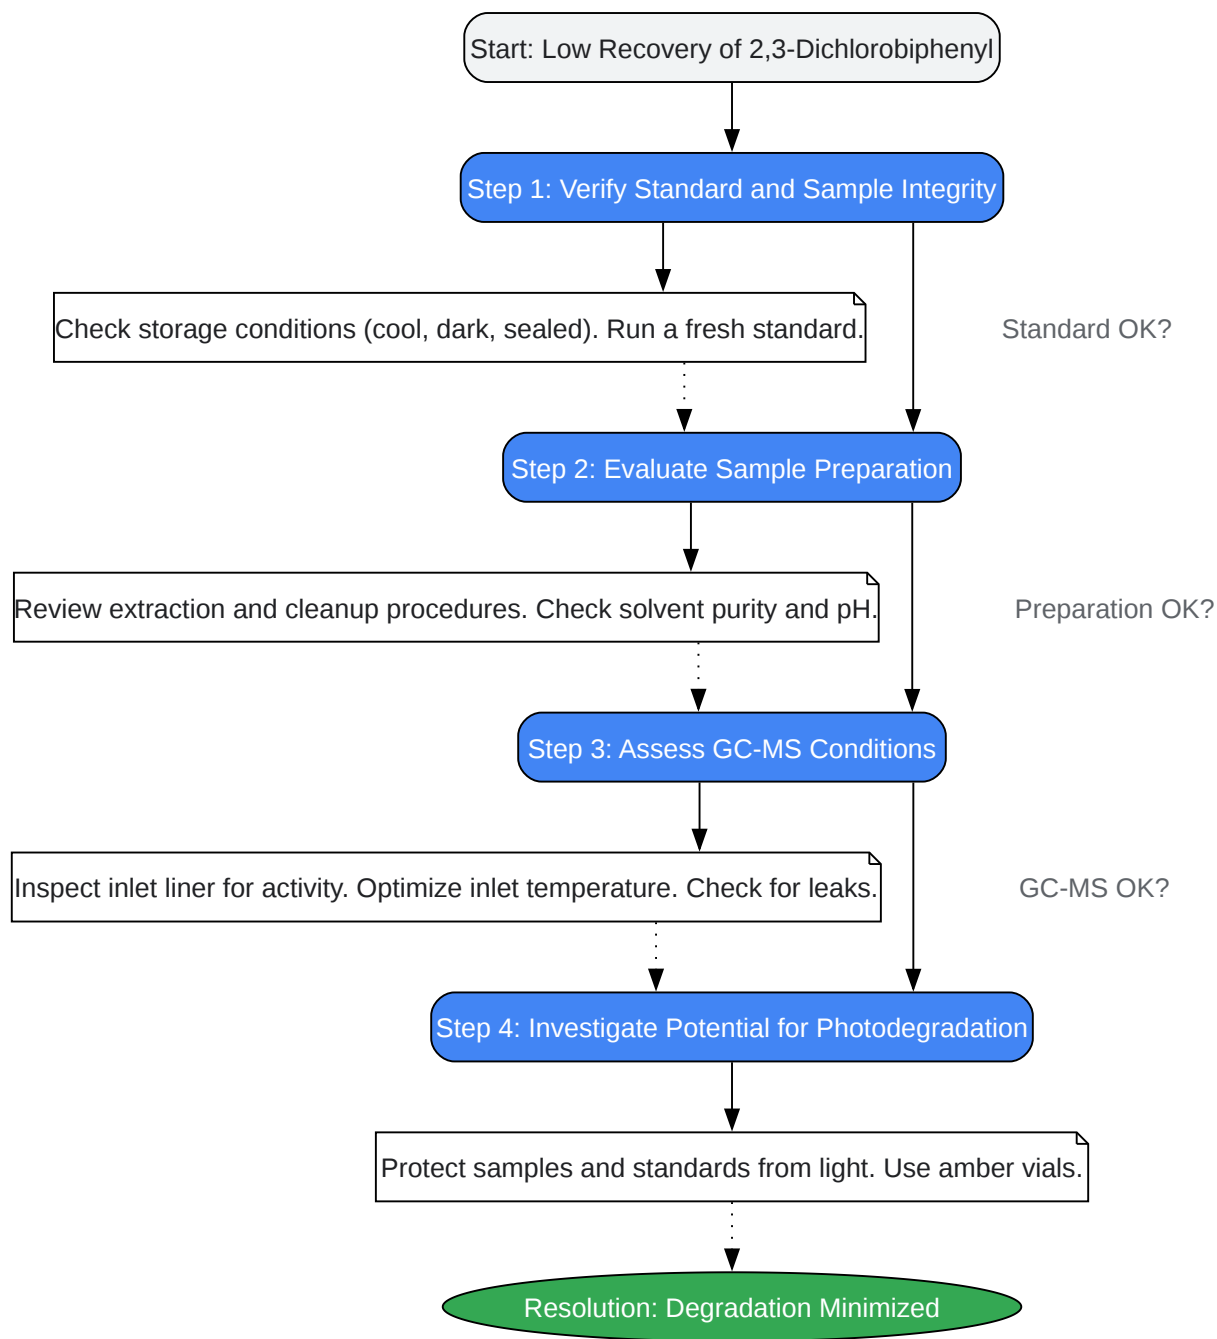 Start: Low Recovery of 2,3-Dichlorobiphenyl
Step 1: Verify Standard and Sample Integrity
Check storage conditions (cool, dark, sealed). Run a fresh standard.
Standard OK?
Step 2: Evaluate Sample Preparation
Review extraction and cleanup procedures. Check solvent purity and pH.
Preparation OK?
Step 3: Assess GC-MS Conditions
Inspect inlet liner for activity. Optimize inlet temperature. Check for leaks.
GC-MS OK?
Step 4: Investigate Potential for Photodegradation
Protect samples and standards from light. Use amber vials.
Resolution: Degradation Minimized